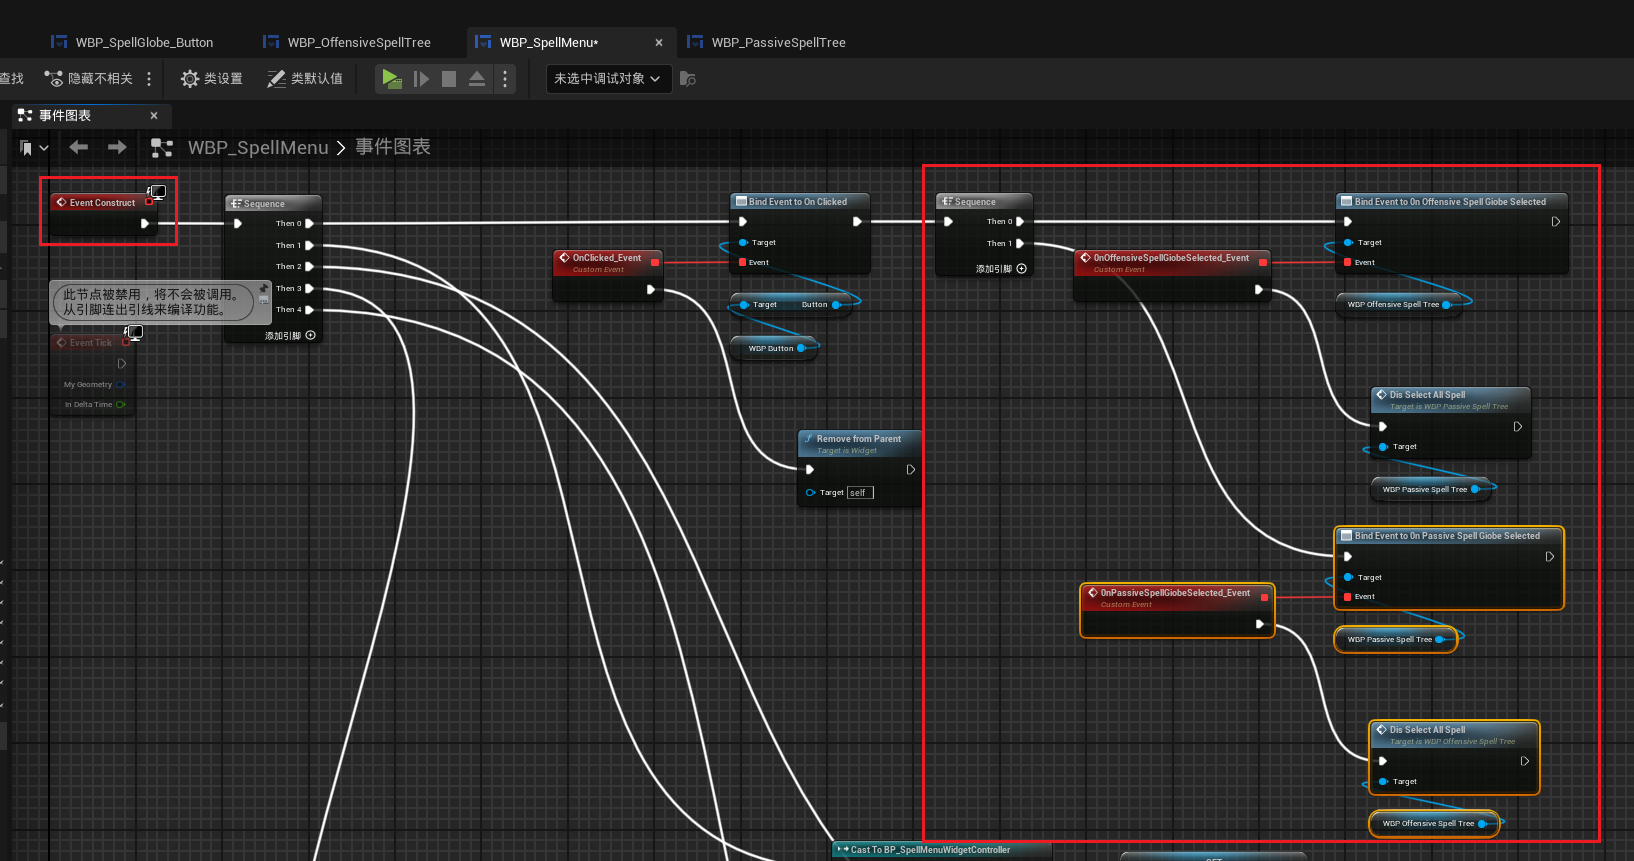 WBP_SpellGlobe_Button
WBP_OffensiveSpellTree
WBP_SpellMenu*
WBP_PassiveSpellTree
查找
隐藏不相关
类设置
类默认值
未选中调试对象
事件图表
WBP_SpellMenu > 事件图表
Event Construct
Sequence
Then 0
Then 1
Then 2
Then 3
Then 4
添加引脚
此节点被禁用，将不会被调用。
从引脚连出引线来编译功能。
Event Tick
My Geometry
In Delta Time
OnClicked_Event
Custom Event
Bind Event to On Clicked
Target
Event
Target Button
WBP Button
Remove from Parent
Target is Widget
Target self
Sequence
Then 0
Then 1
添加引脚
OnOffensiveSpellGlobeSelected_Event
Custom Event
Bind Event to On Offensive Spell Globe Selected
Target
Event
WBP Offensive Spell Tree
Dis Select All Spell
Target is WBP Passive Spell Tree
Target
WBP Passive Spell Tree
Bind Event to On Passive Spell Globe Selected
Target
Event
OnPassiveSpellGlobeSelected_Event
Custom Event
WBP Passive Spell Tree
Dis Select All Spell
Target is WBP Offensive Spell Tree
Target
WBP Offensive Spell Tree
Cast To BP_SpellMenuWidgetController